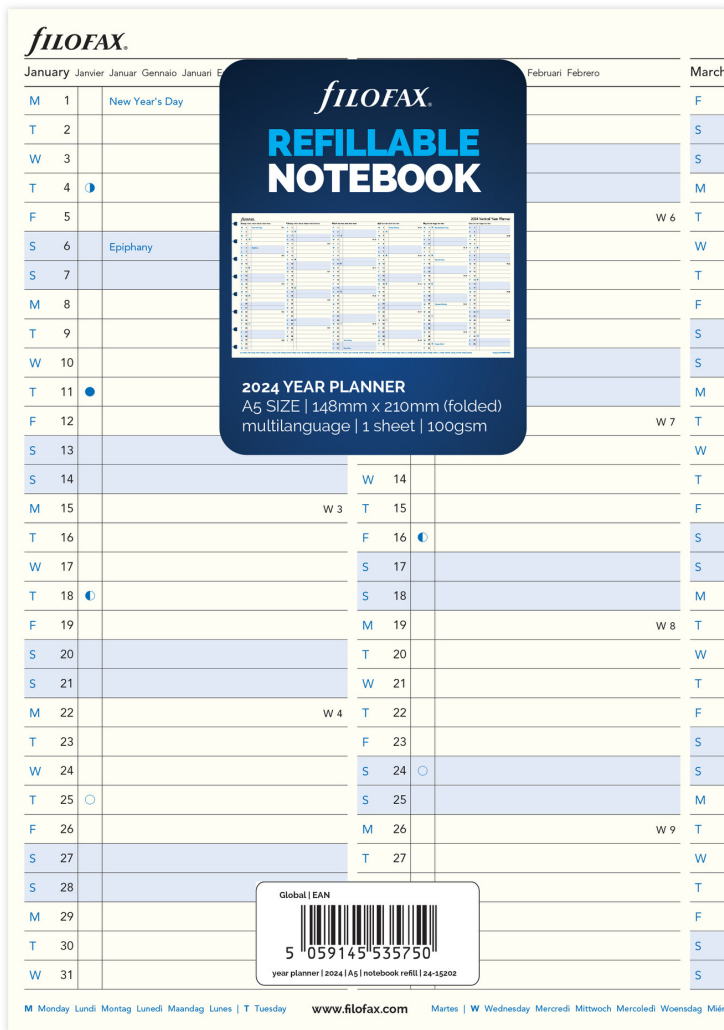 fILOFAX®
January Janvier Januar Gennaio Januari
Februari Febrero
March
fILOFAX®
REFILLABLE
NOTEBOOK
2024 YEAR PLANNER
A5 SIZE | 148mm x 210mm (folded)
multilanguage | 1 sheet | 100gsm
M 1 New Year's Day
T 2
W 3
T 4
F 5
S 6 Epiphany
S 7
M 8
T 9
W 10
T 11
F 12
S 13
S 14
M 15 W 3
T 16
W 17
T 18
F 19
S 20
S 21
M 22 W 4
T 23
W 24
T 25
F 26
S 27
S 28
M 29
T 30
W 31
W 6
W 7
W 14
T 15
F 16
S 17
S 18
M 19 W 8
T 20
W 21
T 22
F 23
S 24
S 25
M 26 W 9
T 27
F
S
S
M
T
W
T
F
S
S
M
T
W
T
F
S
S
M
T
W
T
F
S
S
M
T
W
T
F
S
S
Global | EAN
5 059145 535750
year planner | 2024 | A5 | notebook refill | 24-15202
M Monday Lundi Montag Lunedì Maandag Lunes | T Tuesday
www.filofax.com
Martes | W Wednesday Mercredi Mittwoch Mercoledì Woensdag